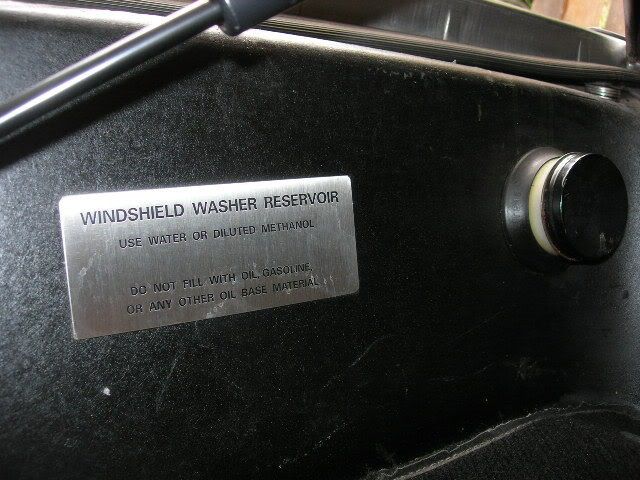 WINDSHIELD WASHER RESERVOIR
USE WATER OR DILUTED METHANOL
DO NOT FILL WITH OIL, GASOLINE,
OR ANY OTHER OIL BASE MATERIAL